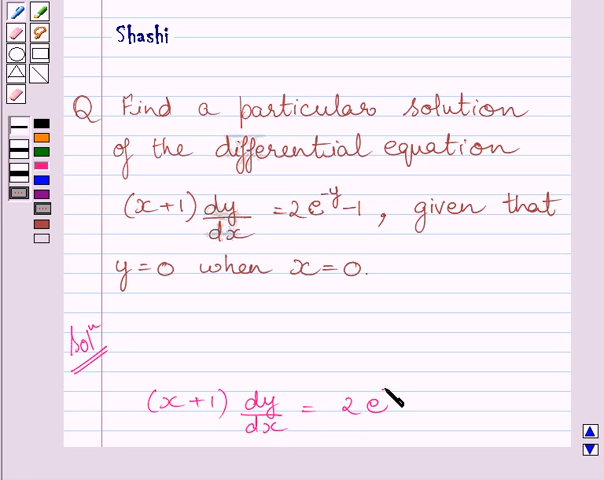 Shashi
Q Find a particular solution
of the differential equation
(x+1) dy/dx = 2e^{-y} - 1 , given that
y = 0 when x = 0.
Solⁿ
(x+1) dy/dx = 2e